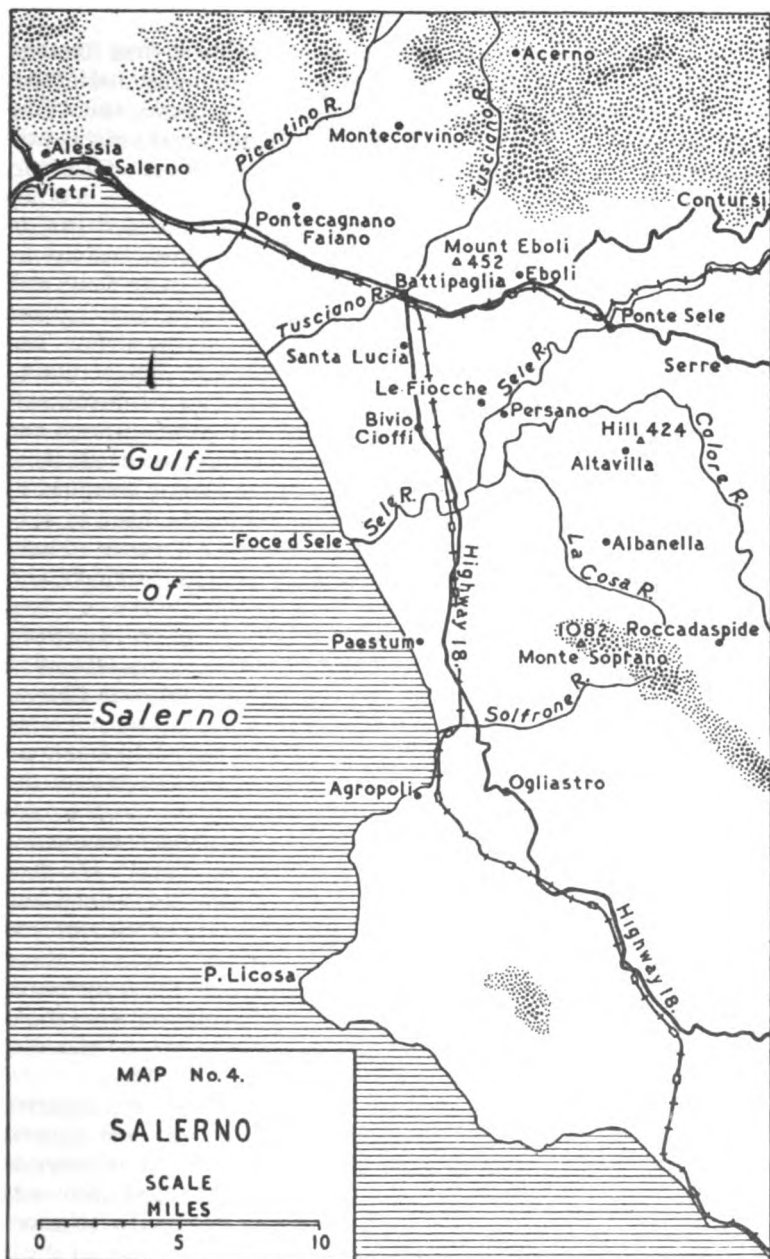 Acerno
Picentino R.
Tusciano R.
Montecorvino
Alessia
Salerno
Vietri
Contursi
Pontecagnano
Faiano
Mount Eboli
452
Eboli
Battipaglia
Tusciano R.
Ponte Sele
Santa Lucia
Serre
Sele R.
Le Fiocche
Persano
Bivio
Cioffi
Hill 424
Altavilla
Calore R.
Gulf
of
Salerno
Sele R.
Foce d Sele
Highway 18.
Albanella
La Cosa R.
1082
Roccadaspide
Monte Soprano
Paestum
Solfrone R.
Agropoli
Ogliastro
Highway 18.
P. Licosa
MAP No. 4.
SALERNO
SCALE
MILES
0 5 10